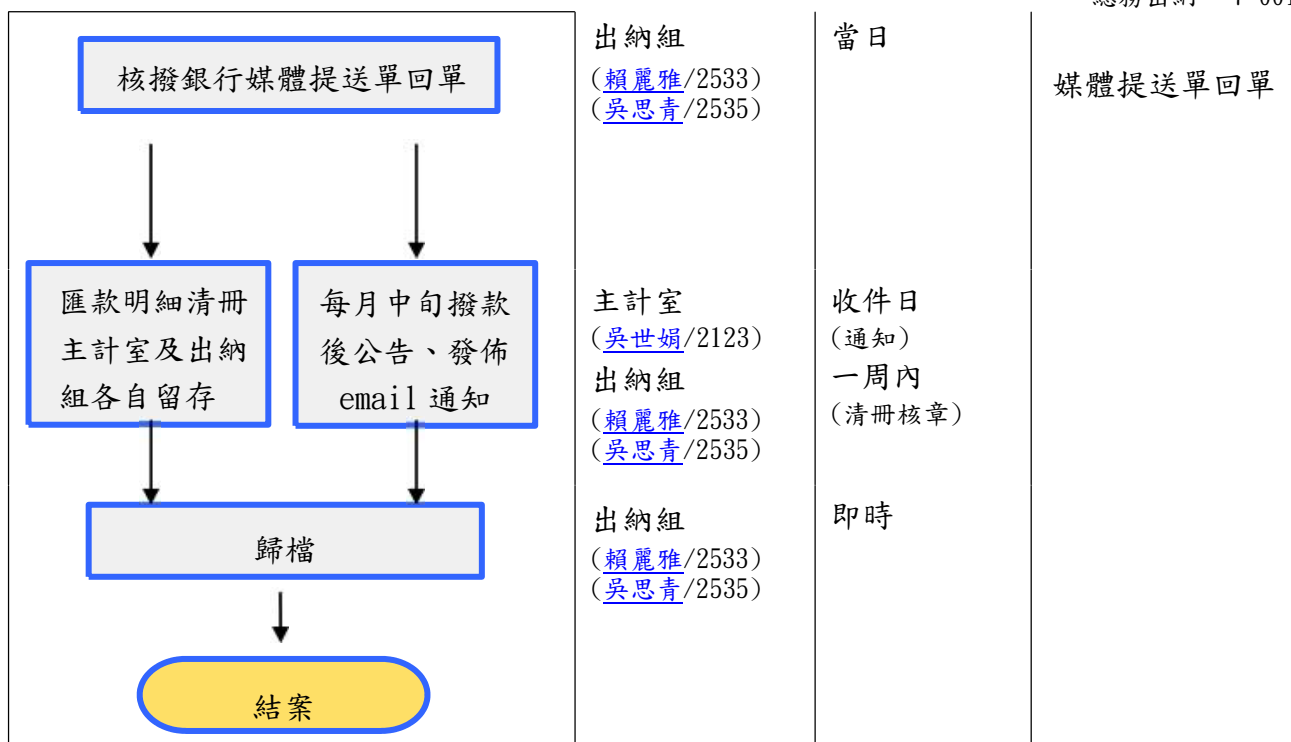 核撥銀行媒體提送單回單
出納組
(賴麗雅/2533)
(吳思青/2535)
當日
媒體提送單回單
匯款明細清冊
主計室及出納
組各自留存
每月中旬撥款
後公告、發佈
email 通知
主計室
(吳世娟/2123)
出納組
(賴麗雅/2533)
(吳思青/2535)
收件日
(通知)
一周內
(清冊核章)
歸檔
出納組
(賴麗雅/2533)
(吳思青/2535)
即時
結案